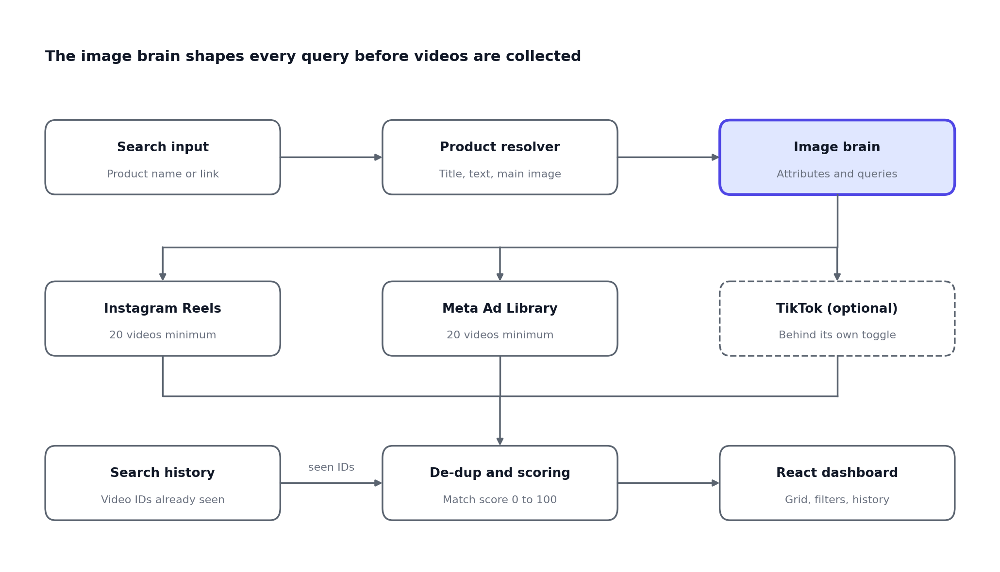 The image brain shapes every query before videos are collected
Search input
Product name or link
Product resolver
Title, text, main image
Image brain
Attributes and queries
Instagram Reels
20 videos minimum
Meta Ad Library
20 videos minimum
TikTok (optional)
Behind its own toggle
Search history
Video IDs already seen
seen IDs
De-dup and scoring
Match score 0 to 100
React dashboard
Grid, filters, history